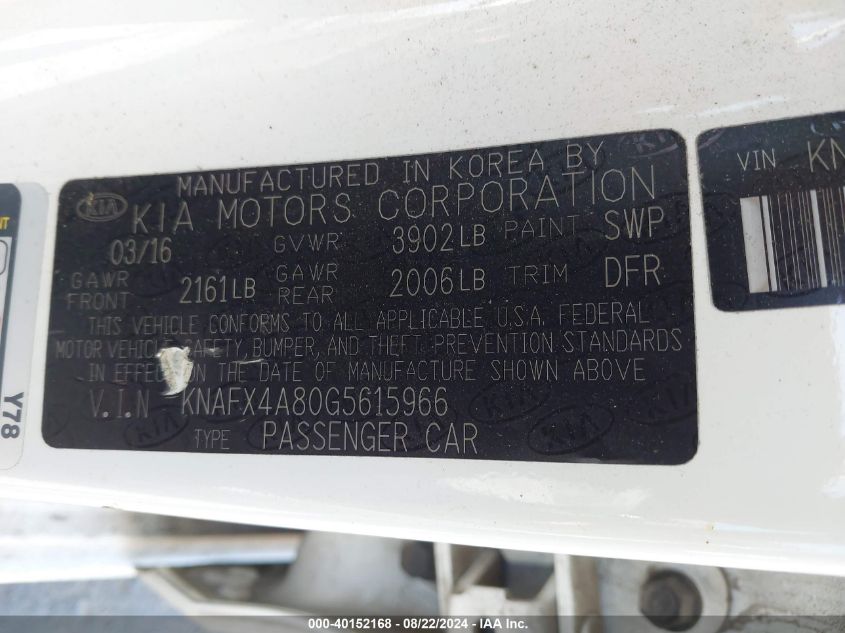 MANUFACTURED IN KOREA BY
KIA KIA MOTORS CORPORATION
03/16 GVWR 3902LB PAINT SWP
GAWR FRONT 2161LB GAWR REAR 2006LB TRIM DFR
THIS VEHICLE CONFORMS TO ALL APPLICABLE U.S.A. FEDERAL
MOTOR VEHICLE SAFETY, BUMPER, AND THEFT PREVENTION STANDARDS
IN EFFECT ON THE DATE OF MANUFACTURE SHOWN ABOVE
V.I.N KNAFX4A80G5615966
TYPE PASSENGER CAR
VIN KN
Y78
000-40152168 - 08/22/2024 - IAA Inc.